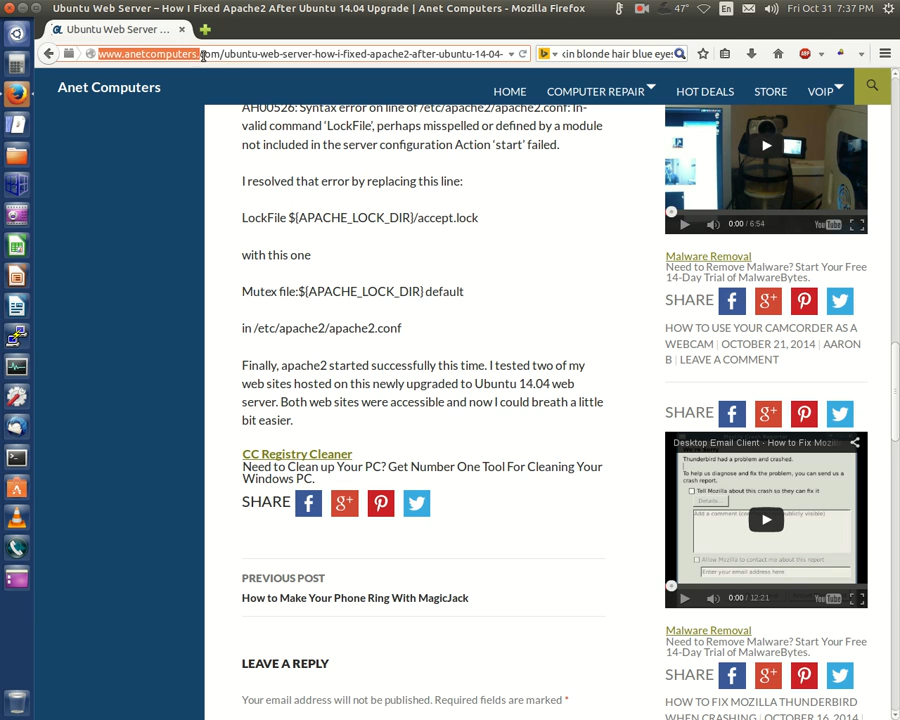 Ubuntu Web Server – How I Fixed Apache2 After Ubuntu 14.04 Upgrade | Anet Computers - Mozilla Firefox
47°
En
Fri Oct 31 7:37 PM
Ubuntu Web Server ...
www.anetcomputers.com/ubuntu-web-server-how-i-fixed-apache2-after-ubuntu-14-04-
kin blonde hair blue eyes
Anet Computers
HOME
COMPUTER REPAIR
HOT DEALS
STORE
VOIP
AH00526: Syntax error on line of /etc/apache2/apache2.conf: In-
valid command ‘LockFile’, perhaps misspelled or defined by a module
not included in the server configuration Action ‘start’ failed.
I resolved that error by replacing this line:
LockFile ${APACHE_LOCK_DIR}/accept.lock
with this one
Mutex file:${APACHE_LOCK_DIR} default
in /etc/apache2/apache2.conf
Finally, apache2 started successfully this time. I tested two of my
web sites hosted on this newly upgraded to Ubuntu 14.04 web
server. Both web sites were accessible and now I could breath a little
bit easier.
CC Registry Cleaner
Need to Clean up Your PC? Get Number One Tool For Cleaning Your
Windows PC.
SHARE
PREVIOUS POST
How to Make Your Phone Ring With MagicJack
LEAVE A REPLY
Your email address will not be published. Required fields are marked *
0:00 / 6:54
YouTube
Malware Removal
Need to Remove Malware? Start Your Free
14-Day Trial of MalwareBytes.
SHARE
HOW TO USE YOUR CAMCORDER AS A
WEBCAM | OCTOBER 21, 2014 | AARON
B | LEAVE A COMMENT
SHARE
Desktop Email Client - How to Fix Mozill
Thunderbird had a problem and crashed.
To help us diagnose and fix the problem, you can send us a
crash report.
Tell Mozilla about this crash so they can fix it
Details...
Add a comment (comments are publicly visible)
Allow Mozilla to contact me about this report
Enter your email address here
0:00 / 12:21
YouTube
Malware Removal
Need to Remove Malware? Start Your Free
14-Day Trial of MalwareBytes.
SHARE
HOW TO FIX MOZILLA THUNDERBIRD
WHEN CRASHING | OCTOBER 16, 2014 |